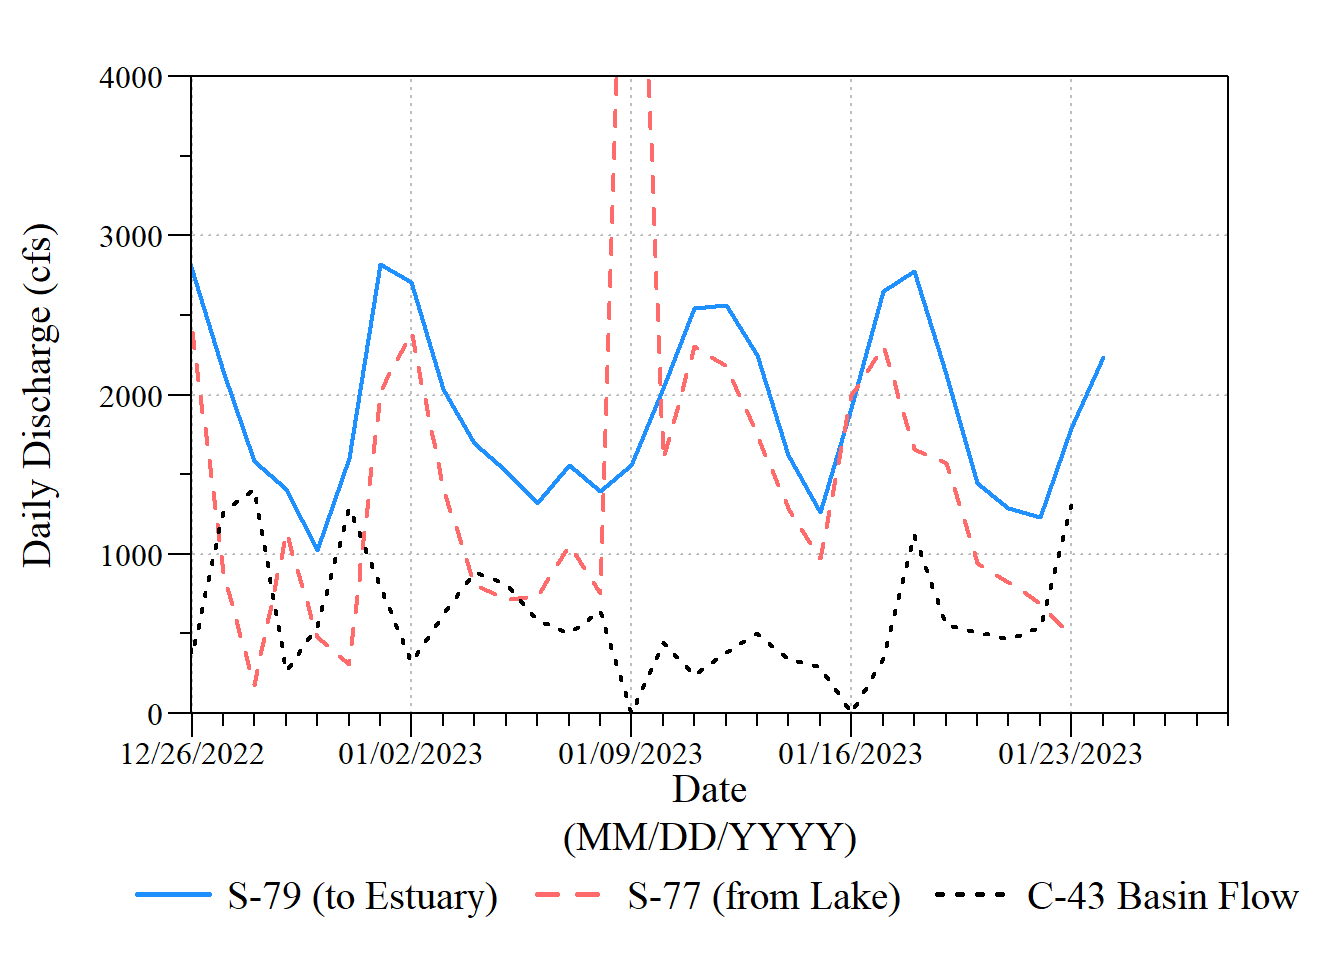 4000
3000
2000
1000
0
Daily Discharge (cfs)
12/26/2022 01/02/2023 01/09/2023 01/16/2023 01/23/2023
Date
(MM/DD/YYYY)
S-79 (to Estuary) S-77 (from Lake) C-43 Basin Flow